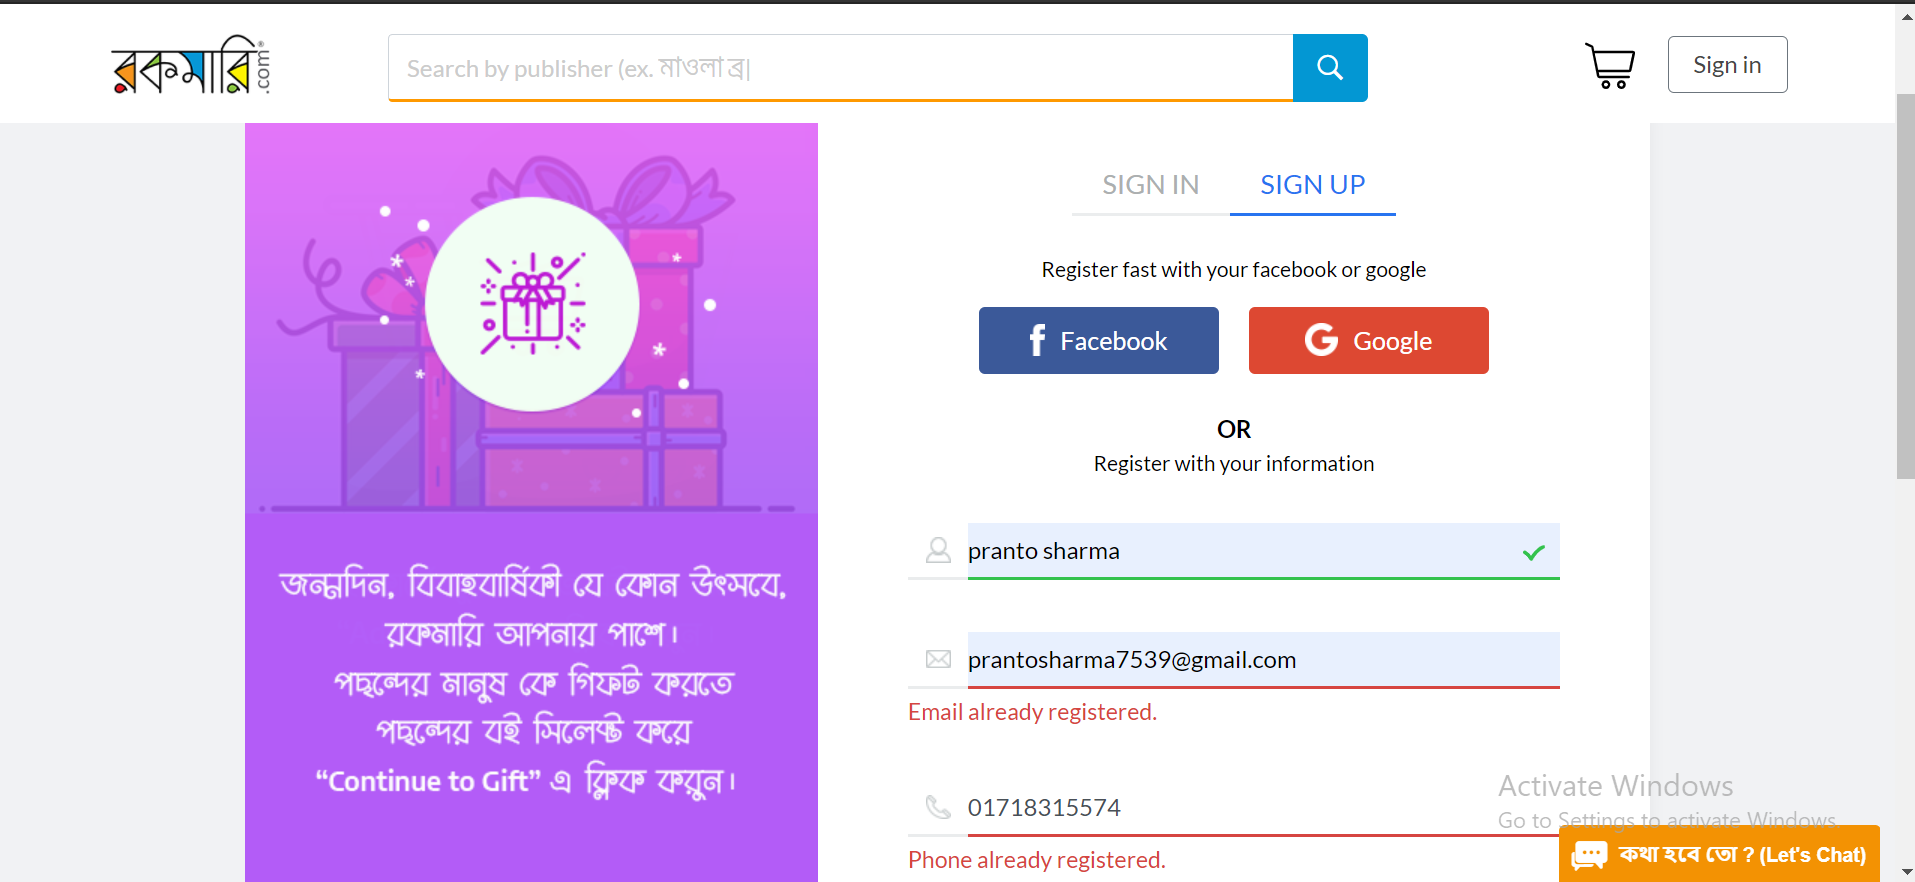 রকমারি.com
Search by publisher (ex. মাওলা ব্র|
Sign in
SIGN IN
SIGN UP
Register fast with your facebook or google
Facebook
Google
OR
Register with your information
pranto sharma
prantosharma7539@gmail.com
Email already registered.
01718315574
Phone already registered.
জন্মদিন, বিবাহবার্ষিকী যে কোন উৎসবে,
রকমারি আপনার পাশে।
পছন্দের মানুষ কে গিফট করতে
পছন্দের বই সিলেক্ট করে
“Continue to Gift” এ ক্লিক করুন।
Activate Windows
Go to Settings to activate Windows.
কথা হবে তো ? (Let's Chat)